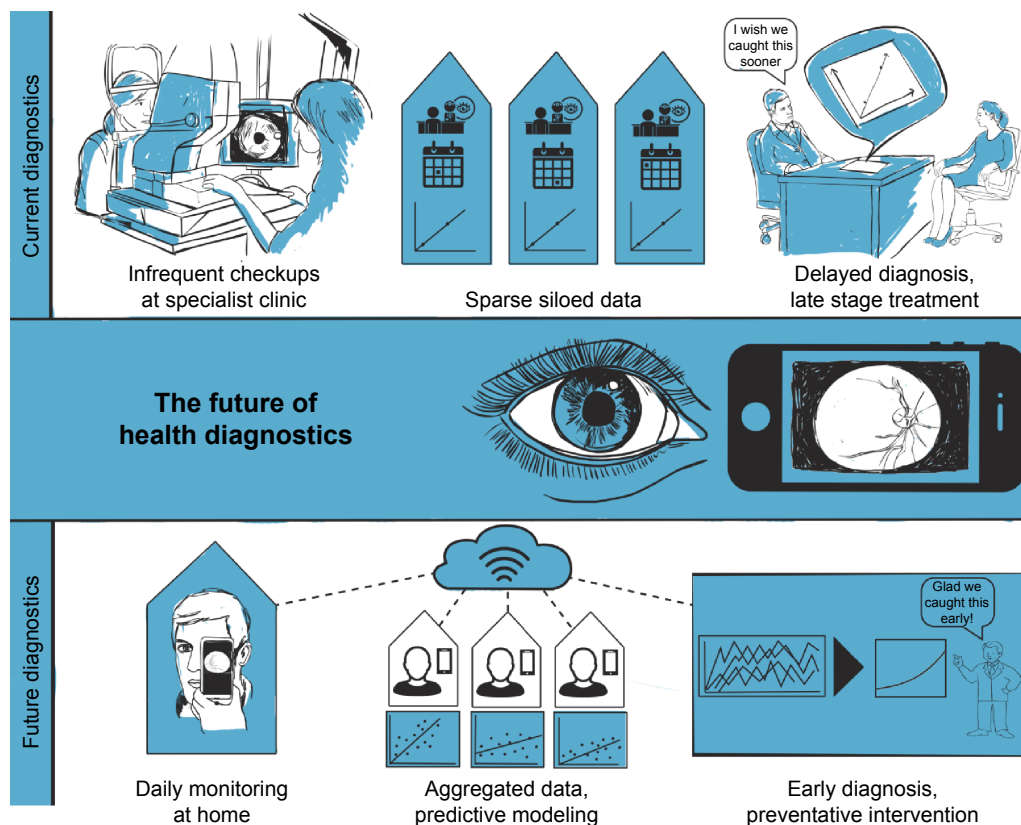 Current diagnostics
I wish we
caught this
sooner
Infrequent checkups
at specialist clinic
Sparse siloed data
Delayed diagnosis,
late stage treatment
The future of
health diagnostics
Future diagnostics
Glad we
caught this
early!
Daily monitoring
at home
Aggregated data,
predictive modeling
Early diagnosis,
preventative intervention